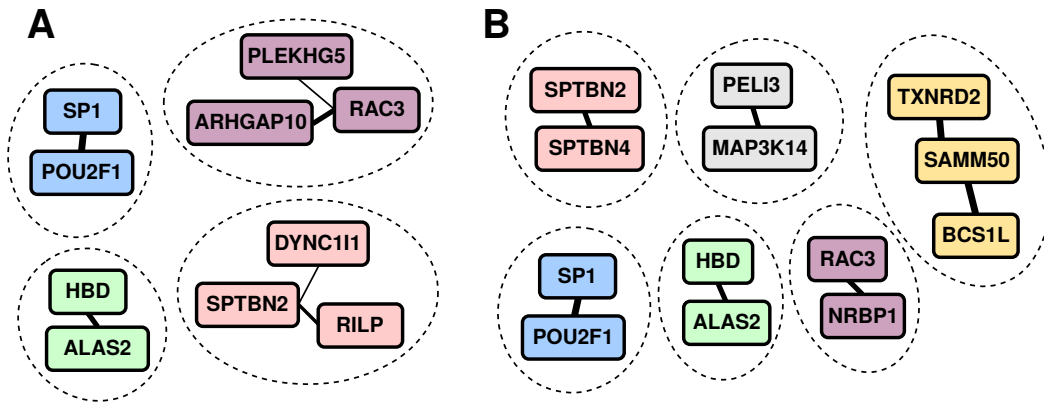 A
PLEKHG5
SP1
RAC3
ARHGAP10
POU2F1
DYNC1I1
HBD
SPTBN2
RILP
ALAS2
B
SPTBN2
PELI3
TXNRD2
SPTBN4
MAP3K14
SAMM50
BCS1L
SP1
HBD
RAC3
POU2F1
ALAS2
NRBP1